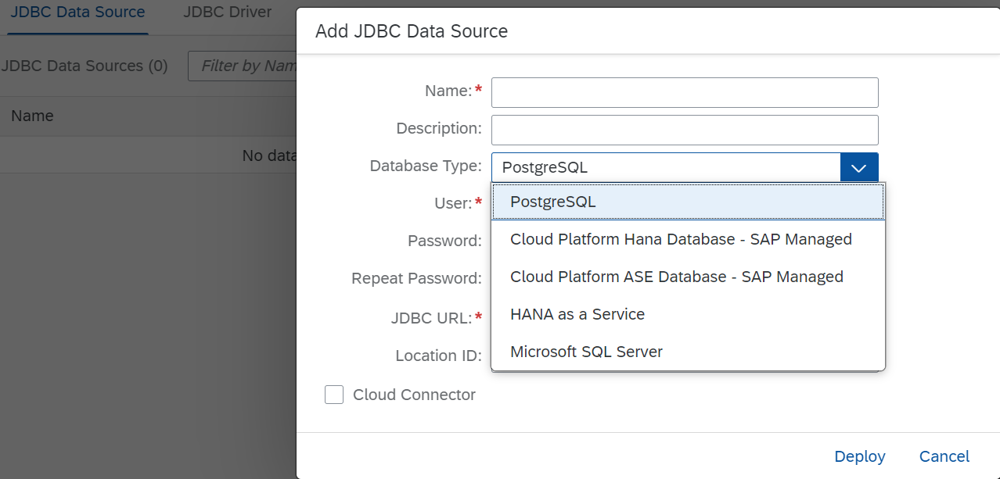 JDBC Data Source JDBC Driver
JDBC Data Sources (0) Filter by Nam
Name
No data
Add JDBC Data Source
Name:*
Description:
Database Type: PostgreSQL
PostgreSQL
User:*
Cloud Platform Hana Database - SAP Managed
Password:
Cloud Platform ASE Database - SAP Managed
Repeat Password:
HANA as a Service
JDBC URL:*
Microsoft SQL Server
Location ID:
Cloud Connector
Deploy Cancel